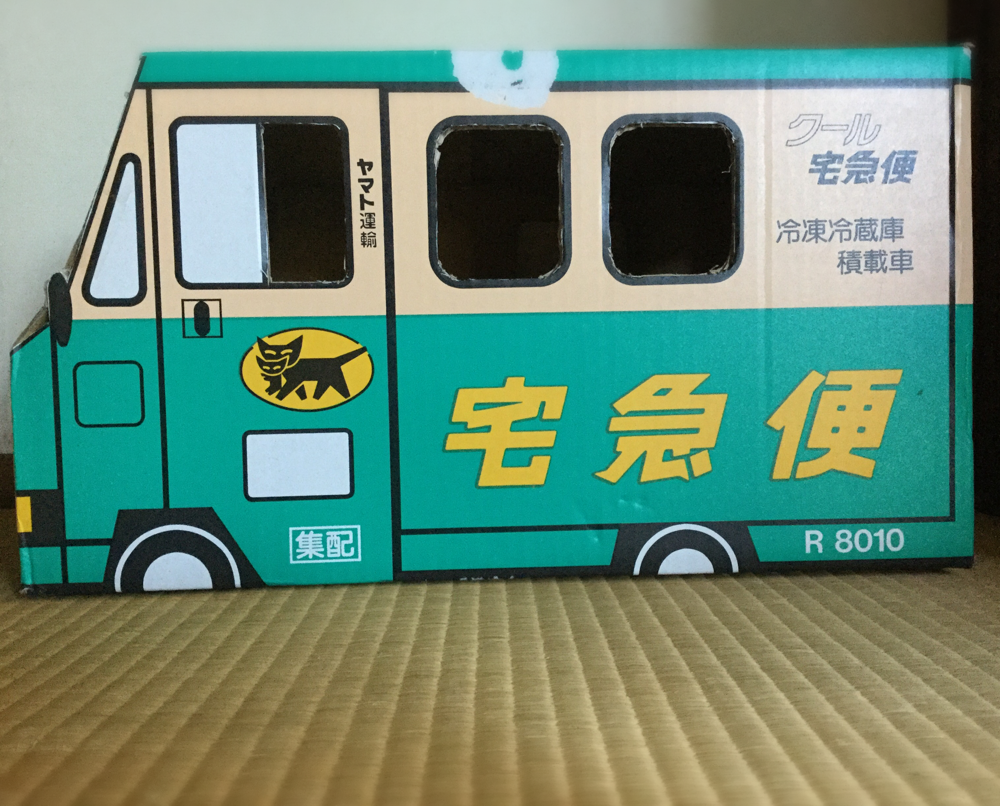 ヤマト運輸
クール
宅急便
冷凍冷蔵庫
積載車
宅急便
集配
R 8010